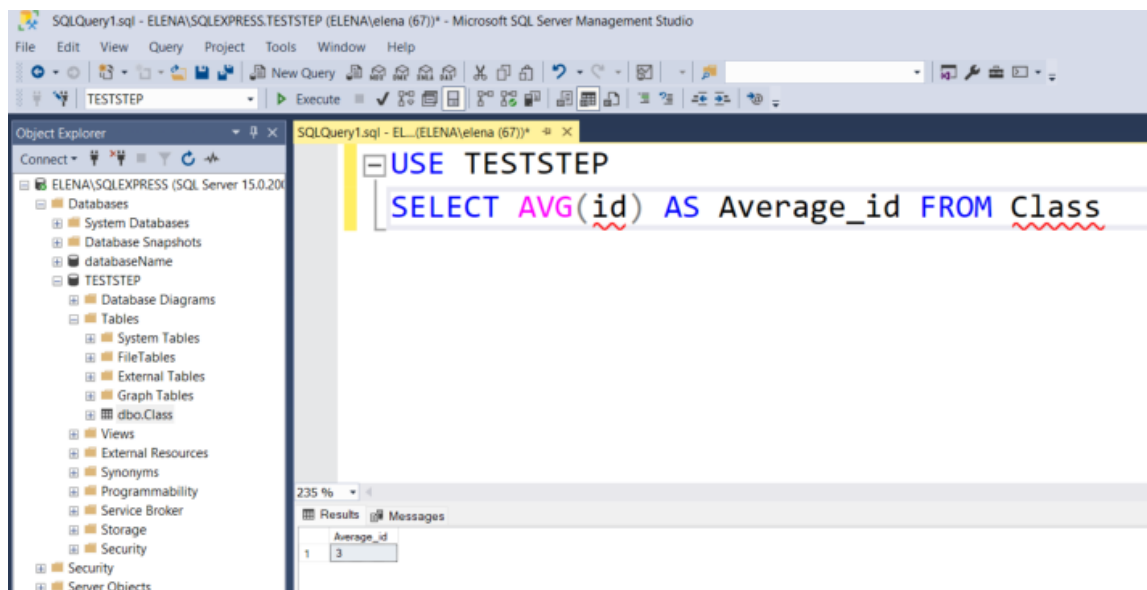 SQLQuery1.sql - ELENA\SQLEXPRESS.TESTSTEP (ELENA\elena (67))* - Microsoft SQL Server Management Studio
File Edit View Query Project Tools Window Help
New Query
TESTSTEP Execute
Object Explorer
SQLQuery1.sql - EL...(ELENA\elena (67))*
Connect
ELENA\SQLEXPRESS (SQL Server 15.0.200
Databases
System Databases
Database Snapshots
databaseName
TESTSTEP
Database Diagrams
Tables
System Tables
FileTables
External Tables
Graph Tables
dbo.Class
Views
External Resources
Synonyms
Programmability
Service Broker
Storage
Security
Security
Server Objects
USE TESTSTEP
SELECT AVG(id) AS Average_id FROM Class
235 %
Results Messages
Average_id
1 3